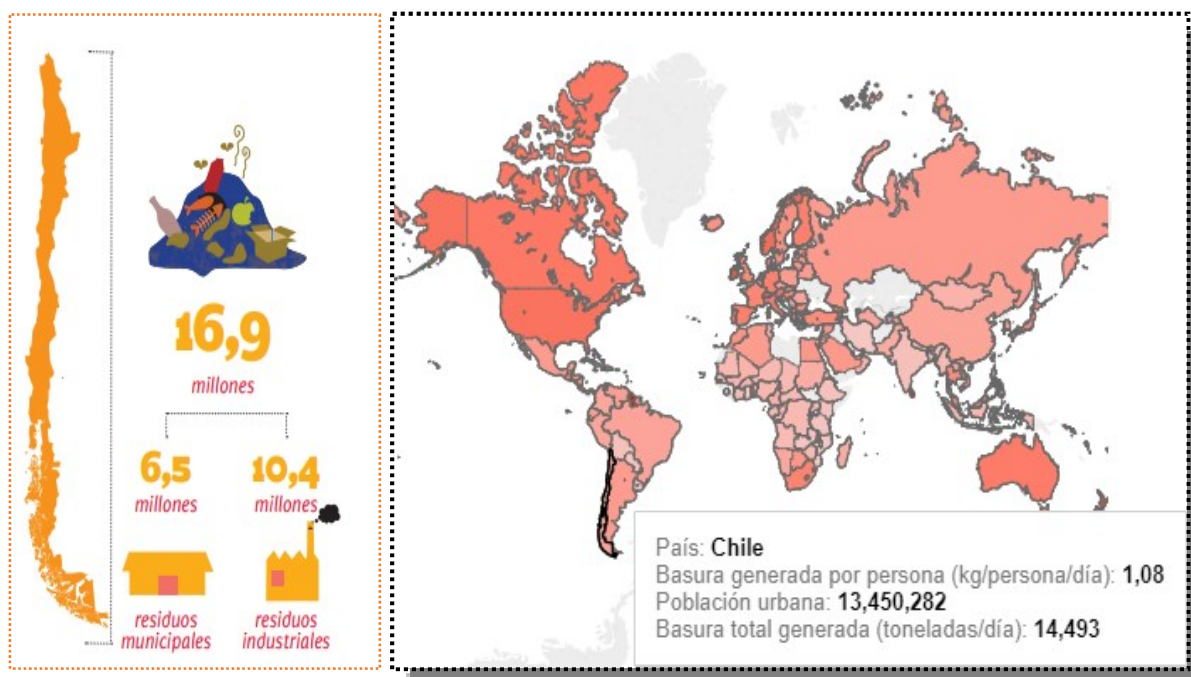 16,9
millones
6,5
millones
10,4
millones
residuos
municipales
residuos
industriales
País: Chile
Basura generada por persona (kg/persona/día): 1,08
Población urbana: 13,450,282
Basura total generada (toneladas/día): 14,493